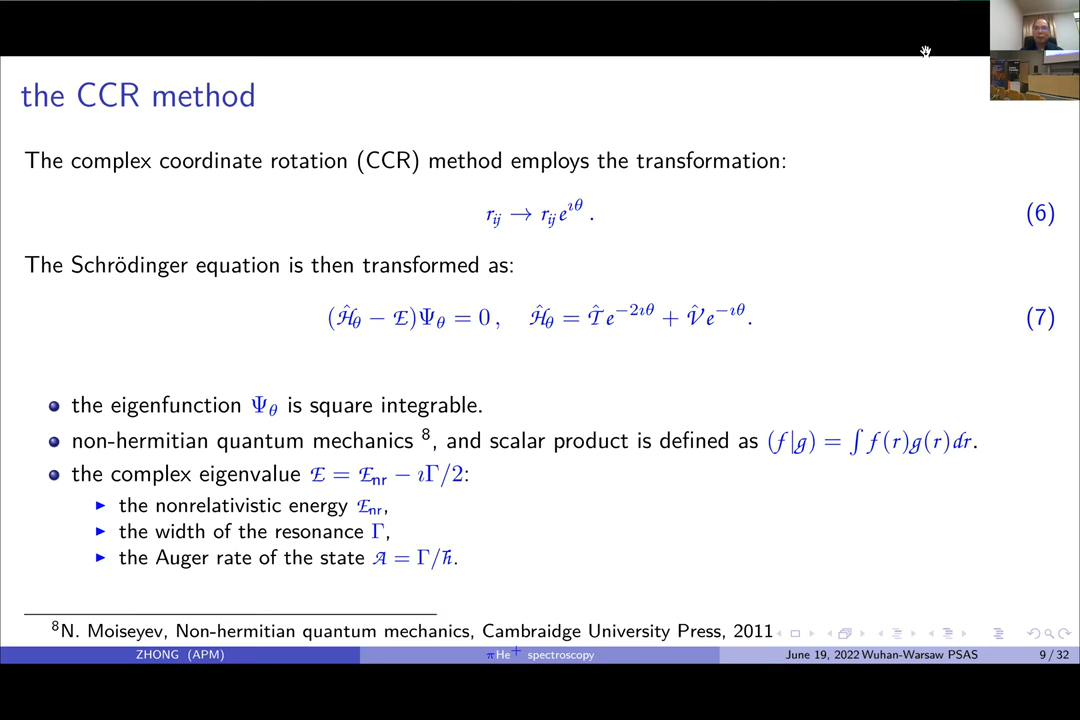 the CCR method
The complex coordinate rotation (CCR) method employs the transformation:
r_ij → r_ij e^{ıθ} . (6)
The Schrödinger equation is then transformed as:
(Ĥ_θ − E)Ψ_θ = 0 , Ĥ_θ = T̂ e^{−2ıθ} + V̂ e^{−ıθ}. (7)
the eigenfunction Ψ_θ is square integrable.
non-hermitian quantum mechanics ⁸, and scalar product is defined as (f|g) = ∫ f(r)g(r)dr.
the complex eigenvalue E = E_nr − ıΓ/2:
the nonrelativistic energy E_nr,
the width of the resonance Γ,
the Auger rate of the state A = Γ/ħ.
⁸N. Moiseyev, Non-hermitian quantum mechanics, Cambraidge University Press, 2011
ZHONG (APM) πHe⁺ spectroscopy June 19, 2022 Wuhan-Warsaw PSAS 9 / 32